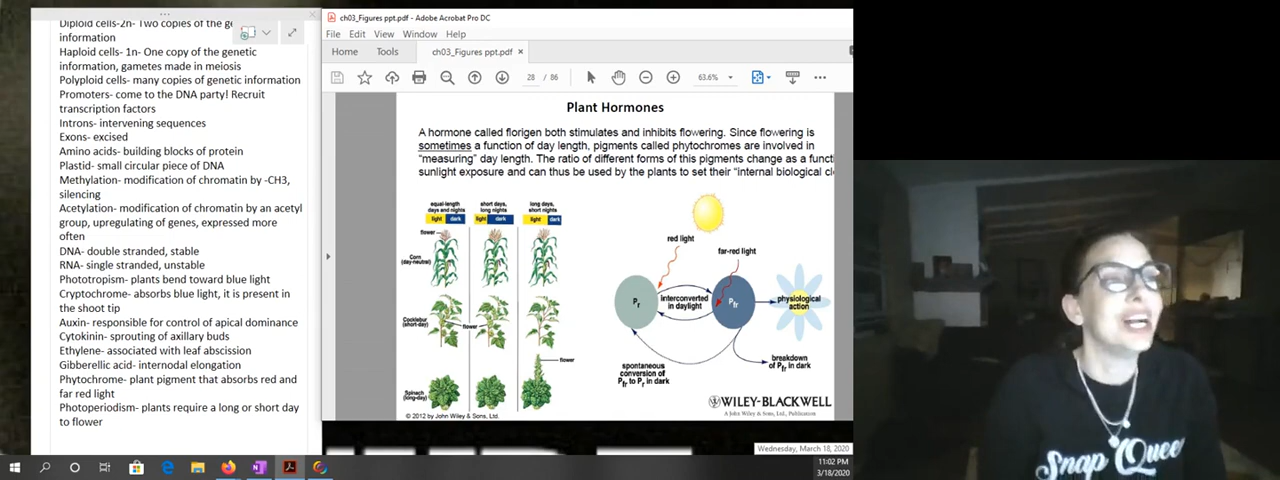 Diploid cells-2n- Two copies of the ge
information
Haploid cells- 1n- One copy of the genetic
information, gametes made in meiosis
Polyploid cells- many copies of genetic information
Promoters- come to the DNA party! Recruit
transcription factors
Introns- intervening sequences
Exons- excised
Amino acids- building blocks of protein
Plastid- small circular piece of DNA
Methylation- modification of chromatin by -CH3,
silencing
Acetylation- modification of chromatin by an acetyl
group, upregulating of genes, expressed more
often
DNA- double stranded, stable
RNA- single stranded, unstable
Phototropism- plants bend toward blue light
Cryptochrome- absorbs blue light, it is present in
the shoot tip
Auxin- responsible for control of apical dominance
Cytokinin- sprouting of axillary buds
Ethylene- associated with leaf abscission
Gibberellic acid- internodal elongation
Phytochrome- plant pigment that absorbs red and
far red light
Photoperiodism- plants require a long or short day
to flower
ch03_Figures ppt.pdf - Adobe Acrobat Pro DC
File Edit View Window Help
Home Tools ch03_Figures ppt.pdf ×
28 / 86 63.6%
Plant Hormones
A hormone called florigen both stimulates and inhibits flowering. Since flowering is
sometimes a function of day length, pigments called phytochromes are involved in
"measuring" day length. The ratio of different forms of this pigments change as a functi
sunlight exposure and can thus be used by the plants to set their "internal biological cl
equal-length
days and nights
short days,
long nights
long days,
short nights
light dark
light dark
light dark
flower
Corn
(day-neutral)
Cocklebur
(short-day)
flower
flower
Spinach
(long-day)
© 2012 by John Wiley & Sons, Ltd.
red light
far-red light
Pr
interconverted
in daylight
Pfr
physiological
action
spontaneous
conversion of
Pfr to Pr in dark
breakdown
of Pfr in dark
WILEY-BLACKWELL
A John Wiley & Sons, Ltd., Publication
Wednesday, March 18, 2020
11:02 PM
3/18/2020
Snap Quee